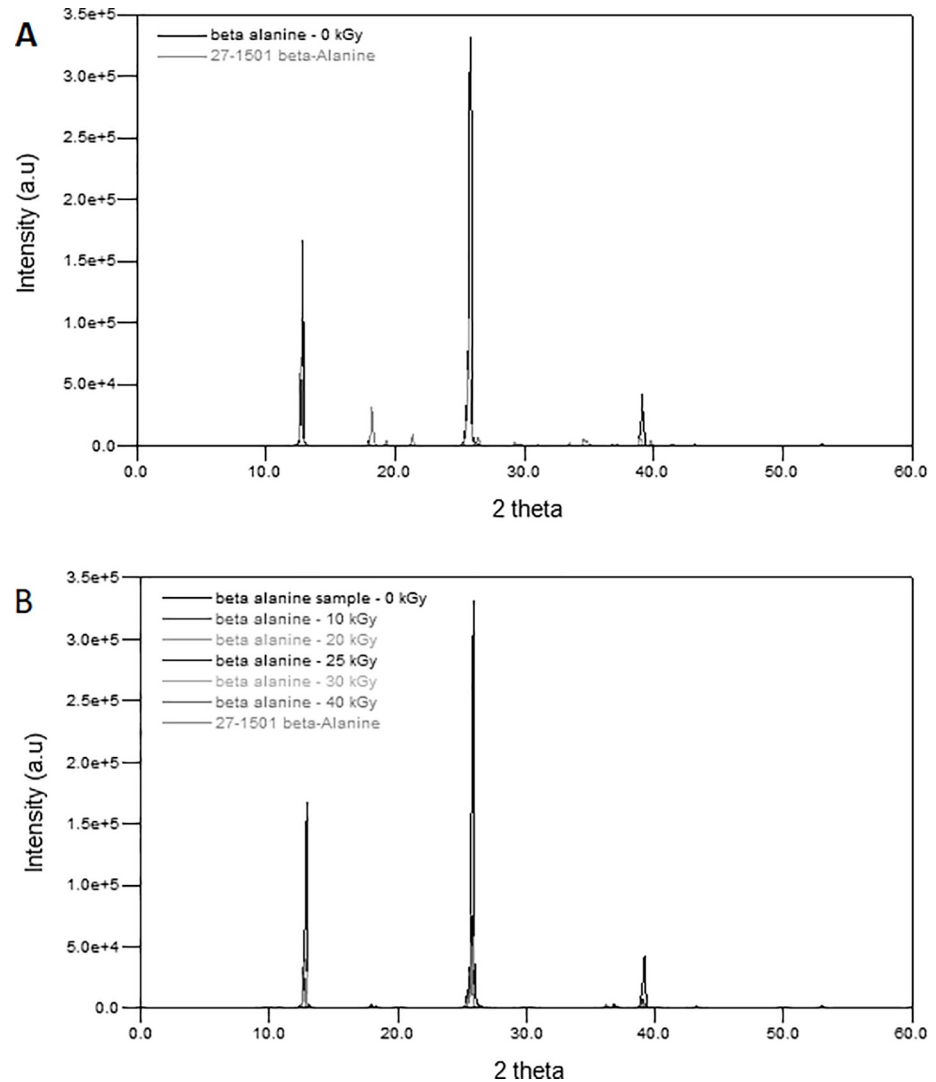 A
3.5e+5
beta alanine - 0 kGy
27-1501 beta-Alanine
3.0e+5
2.5e+5
2.0e+5
1.5e+5
1.0e+5
5.0e+4
0.0
Intensity (a.u)
0.0 10.0 20.0 30.0 40.0 50.0 60.0
2 theta
B
3.5e+5
beta alanine sample - 0 kGy
beta alanine - 10 kGy
beta alanine - 20 kGy
beta alanine - 25 kGy
beta alanine - 30 kGy
beta alanine - 40 kGy
27-1501 beta-Alanine
3.0e+5
2.5e+5
2.0e+5
1.5e+5
1.0e+5
5.0e+4
0.0
Intensity (a.u)
0.0 10.0 20.0 30.0 40.0 50.0 60.0
2 theta